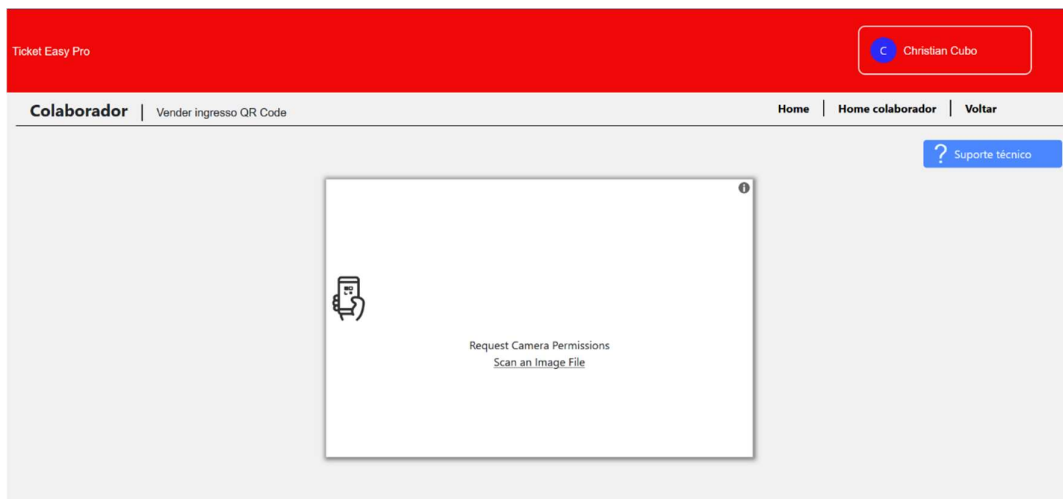 Ticket Easy Pro
C Christian Cubo
Colaborador | Vender ingresso QR Code
Home | Home colaborador | Voltar
? Suporte técnico
Request Camera Permissions
Scan an Image File